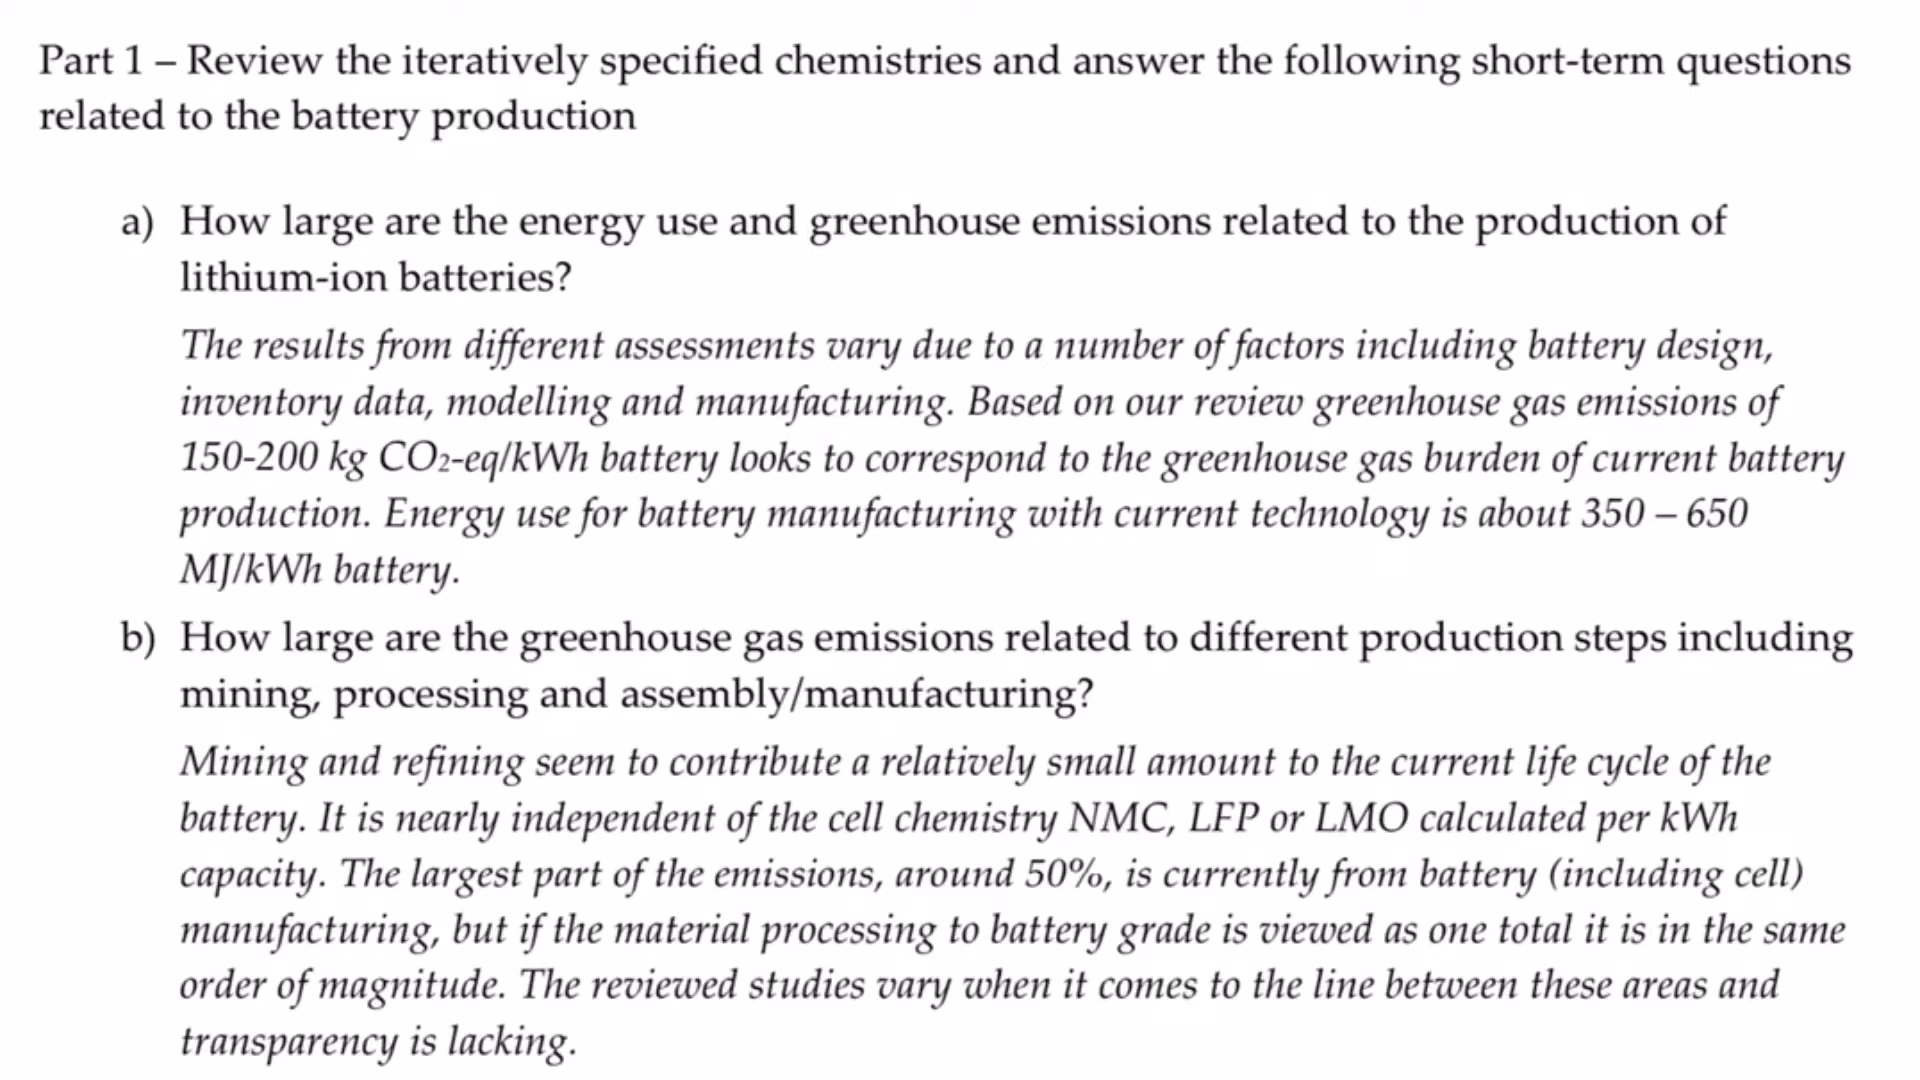 Part 1 – Review the iteratively specified chemistries and answer the following short-term questions
related to the battery production
a) How large are the energy use and greenhouse emissions related to the production of
lithium-ion batteries?
The results from different assessments vary due to a number of factors including battery design,
inventory data, modelling and manufacturing. Based on our review greenhouse gas emissions of
150-200 kg CO2-eq/kWh battery looks to correspond to the greenhouse gas burden of current battery
production. Energy use for battery manufacturing with current technology is about 350 – 650
MJ/kWh battery.
b) How large are the greenhouse gas emissions related to different production steps including
mining, processing and assembly/manufacturing?
Mining and refining seem to contribute a relatively small amount to the current life cycle of the
battery. It is nearly independent of the cell chemistry NMC, LFP or LMO calculated per kWh
capacity. The largest part of the emissions, around 50%, is currently from battery (including cell)
manufacturing, but if the material processing to battery grade is viewed as one total it is in the same
order of magnitude. The reviewed studies vary when it comes to the line between these areas and
transparency is lacking.